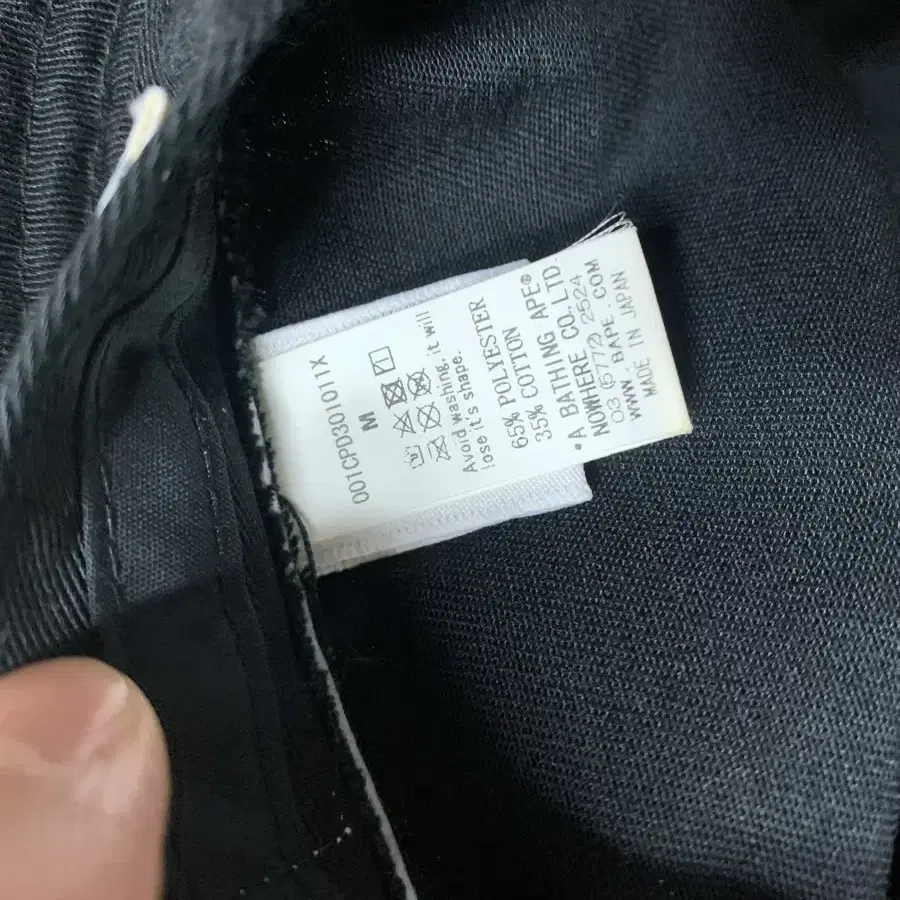 001CPD301011X
M
Avoid washing, it will
lose it's shape.
65% POLYESTER
35% COTTON
*A BATHING APE®
NOWHERE CO., LTD.
03 (5772) 2524
WWW. BAPE. COM
MADE IN JAPAN